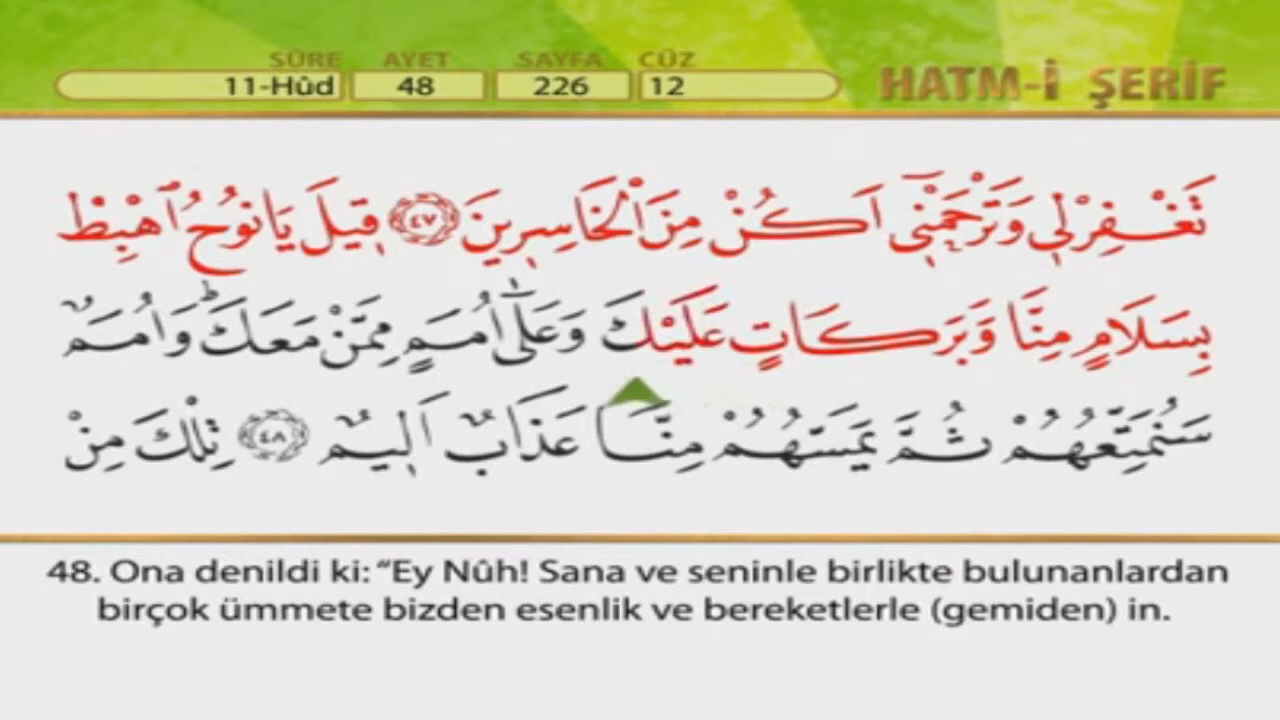 SÛRE AYET SAYFA CÜZ
11-Hûd 48 226 12
HATM-İ ŞERİF
تَغْفِرْ لٖي وَتَرْحَمْنٖٓي اَكُنْ مِنَ الْخَاسِرٖينَ ﴿٤٧﴾ قٖيلَ يَا نُوحُ اهْبِطْ
بِسَلَامٍ مِنَّا وَبَرَكَاتٍ عَلَيْكَ وَعَلٰٓى اُمَمٍ مِمَّنْ مَعَكَؕ وَاُمَمٌ
سَنُمَتِّعُهُمْ ثُمَّ يَمَسُّهُمْ مِنَّا عَذَابٌ اَلٖيمٌ ﴿٤٨﴾ تِلْكَ مِنْ
48. Ona denildi ki: “Ey Nûh! Sana ve seninle birlikte bulunanlardan
birçok ümmete bizden esenlik ve bereketlerle (gemiden) in.